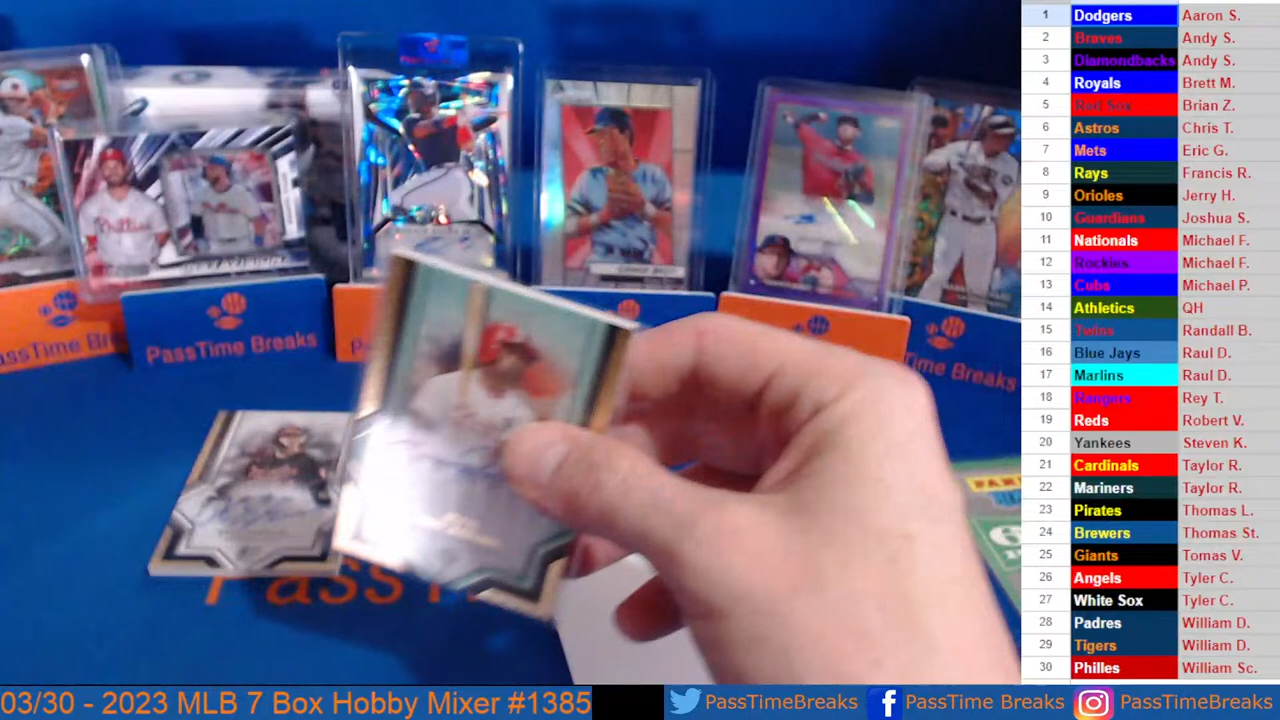 1 Dodgers Aaron S.
2 Braves Andy S.
3 Diamondbacks Andy S.
4 Royals Brett M.
5 Red Sox Brian Z.
6 Astros Chris T.
7 Mets Eric G.
8 Rays Francis R.
9 Orioles Jerry H.
10 Guardians Joshua S.
11 Nationals Michael F.
12 Rockies Michael F.
13 Cubs Michael P.
14 Athletics QH
15 Twins Randall B.
16 Blue Jays Raul D.
17 Marlins Raul D.
18 Rangers Rey T.
19 Reds Robert V.
20 Yankees Steven K.
21 Cardinals Taylor R.
22 Mariners Taylor R.
23 Pirates Thomas L.
24 Brewers Thomas St.
25 Giants Tomas V.
26 Angels Tyler C.
27 White Sox Tyler C.
28 Padres William D.
29 Tigers William D.
30 Philles William Sc.
Phillies
PassTime Breaks
PassTime Breaks
PassTime Breaks
03/30 - 2023 MLB 7 Box Hobby Mixer #1385
PassTimeBreaks
PassTime Breaks
PassTimeBreaks